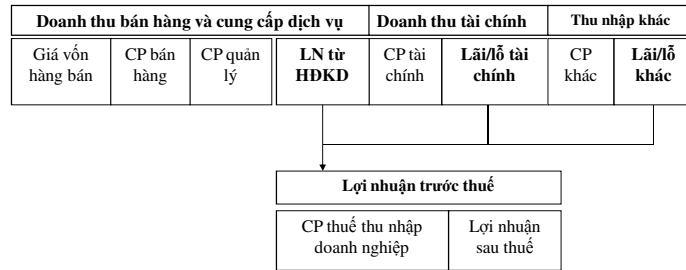 Doanh thu bán hàng và cung cấp dịch vụ
Doanh thu tài chính
Thu nhập khác
Giá vốn
hàng bán
CP bán
hàng
CP quản
lý
LN từ
HĐKD
CP tài
chính
Lãi/lỗ tài
chính
CP
khác
Lãi/lỗ
khác
Lợi nhuận trước thuế
CP thuế thu nhập
doanh nghiệp
Lợi nhuận
sau thuế